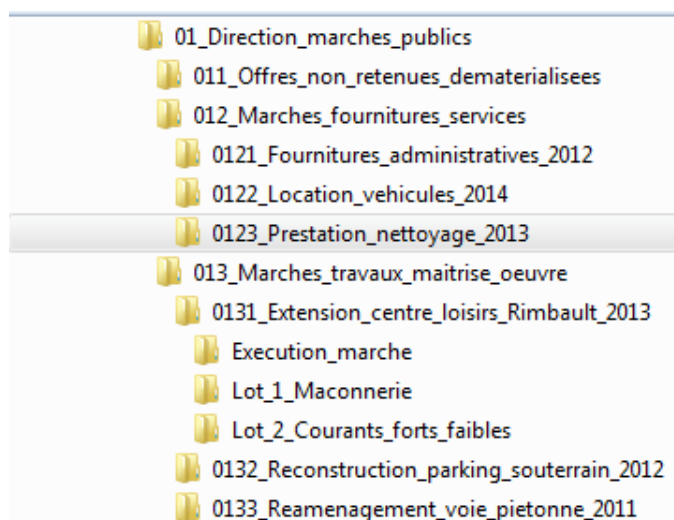 01_Direction_marches_publics
011_Offres_non_retenues_dematerialisees
012_Marches_fournitures_services
0121_Fournitures_administratives_2012
0122_Location_vehicules_2014
0123_Prestation_nettoyage_2013
013_Marches_travaux_maitrise_oeuvre
0131_Extension_centre_loisirs_Rimbault_2013
Execution_marche
Lot_1_Maconnerie
Lot_2_Courants_forts_faibles
0132_Reconstruction_parking_souterrain_2012
0133_Reamenagement_voie_pietonne_2011